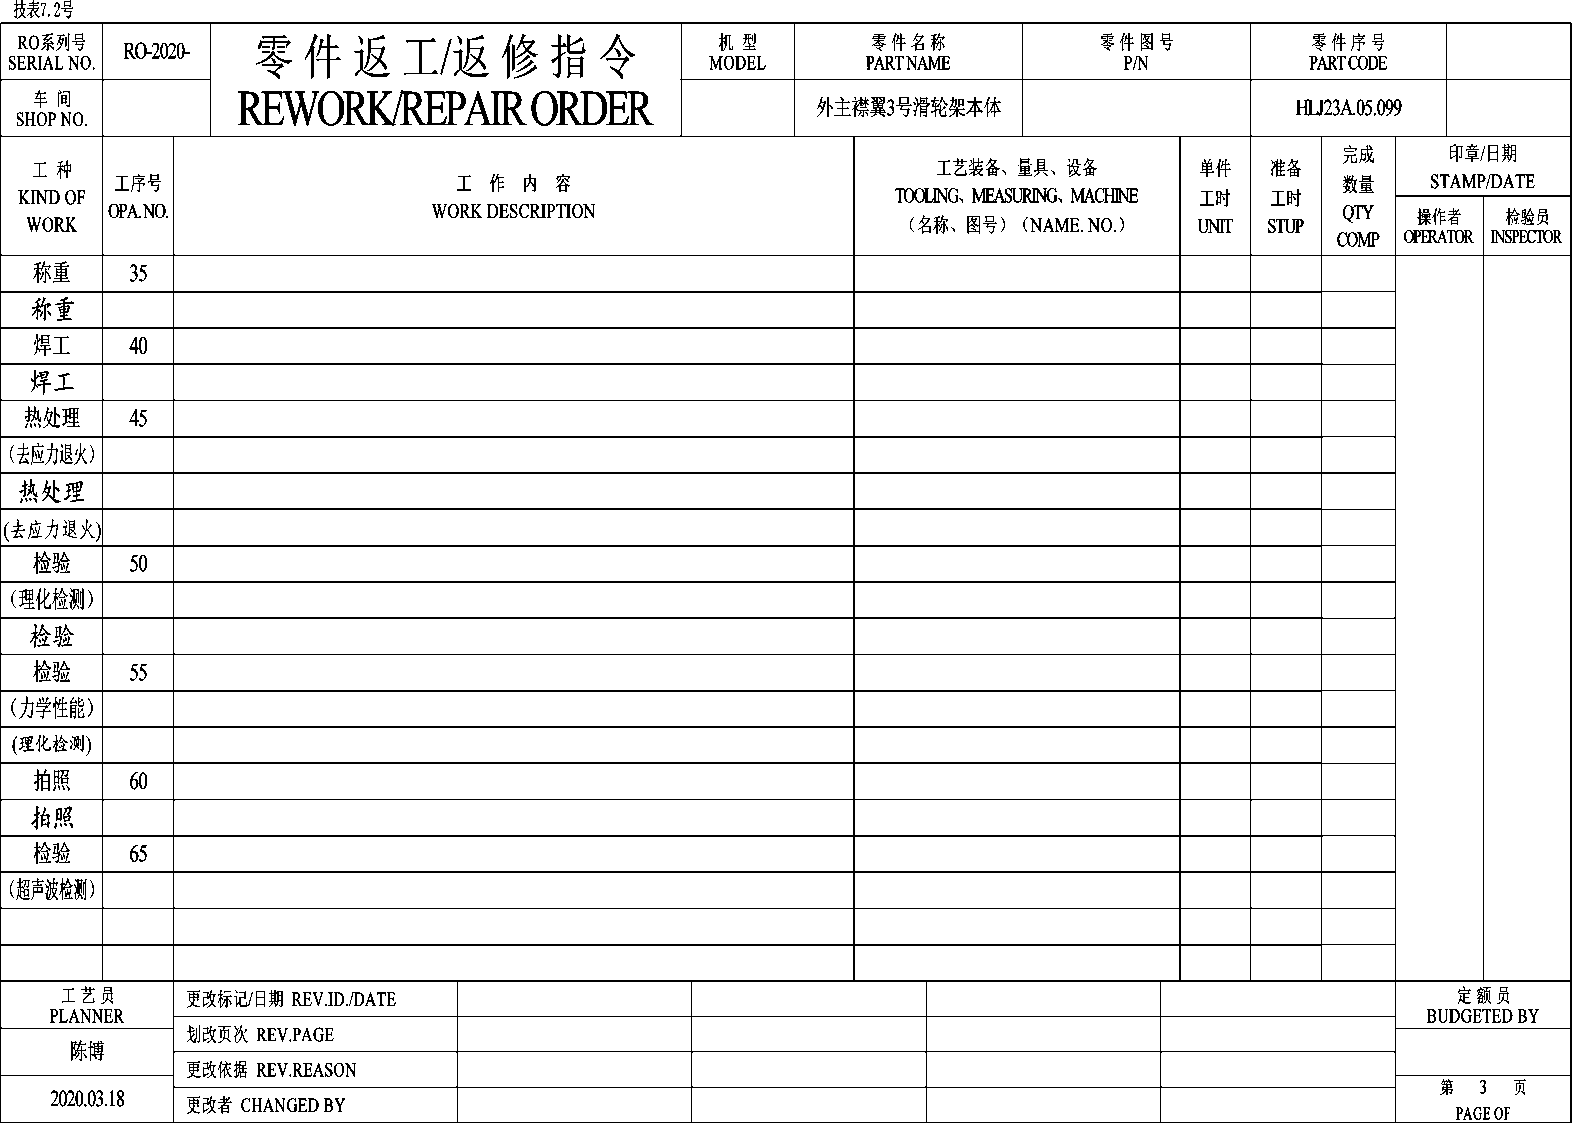 技表7.2号
RO系列号
SERIAL NO.
RO-2020-
零件返工/返修指令
REWORK/REPAIR ORDER
机 型
MODEL
零件名称
PART NAME
零件图号
P/N
零件序号
PART CODE
车 间
SHOP NO.
外主襟翼3号滑轮架本体
HLJ23A.05.099
工 种
KIND OF
WORK
工序号
OPA. NO.
工 作 内 容
WORK DESCRIPTION
工艺装备、量具、设备
TOOLING、MEASURING、MACHINE
（名称、图号）（NAME. NO.）
单件
工时
UNIT
准备
工时
STUP
完成
数量
QTY
COMP
印章/日期
STAMP/DATE
操作者
OPERATOR
检验员
INSPECTOR
称重 35
称重
焊工 40
焊工
热处理 45
（去应力退火）
热处理
(去应力退火)
检验 50
（理化检测）
检验
检验 55
（力学性能）
(理化检测)
拍照 60
拍照
检验 65
（超声波检测）
工艺员
PLANNER
陈博
2020.03.18
更改标记/日期 REV.ID./DATE
划改页次 REV.PAGE
更改依据 REV.REASON
更改者 CHANGED BY
定额员
BUDGETED BY
第 3 页
PAGE OF